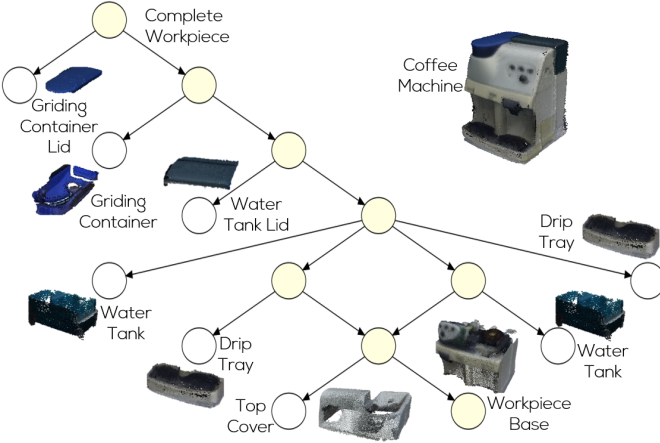 Complete
Workpiece
Coffee
Machine
Griding
Container
Lid
Griding
Container
Water
Tank Lid
Drip
Tray
Water
Tank
Drip
Tray
Water
Tank
Top
Cover
Workpiece
Base